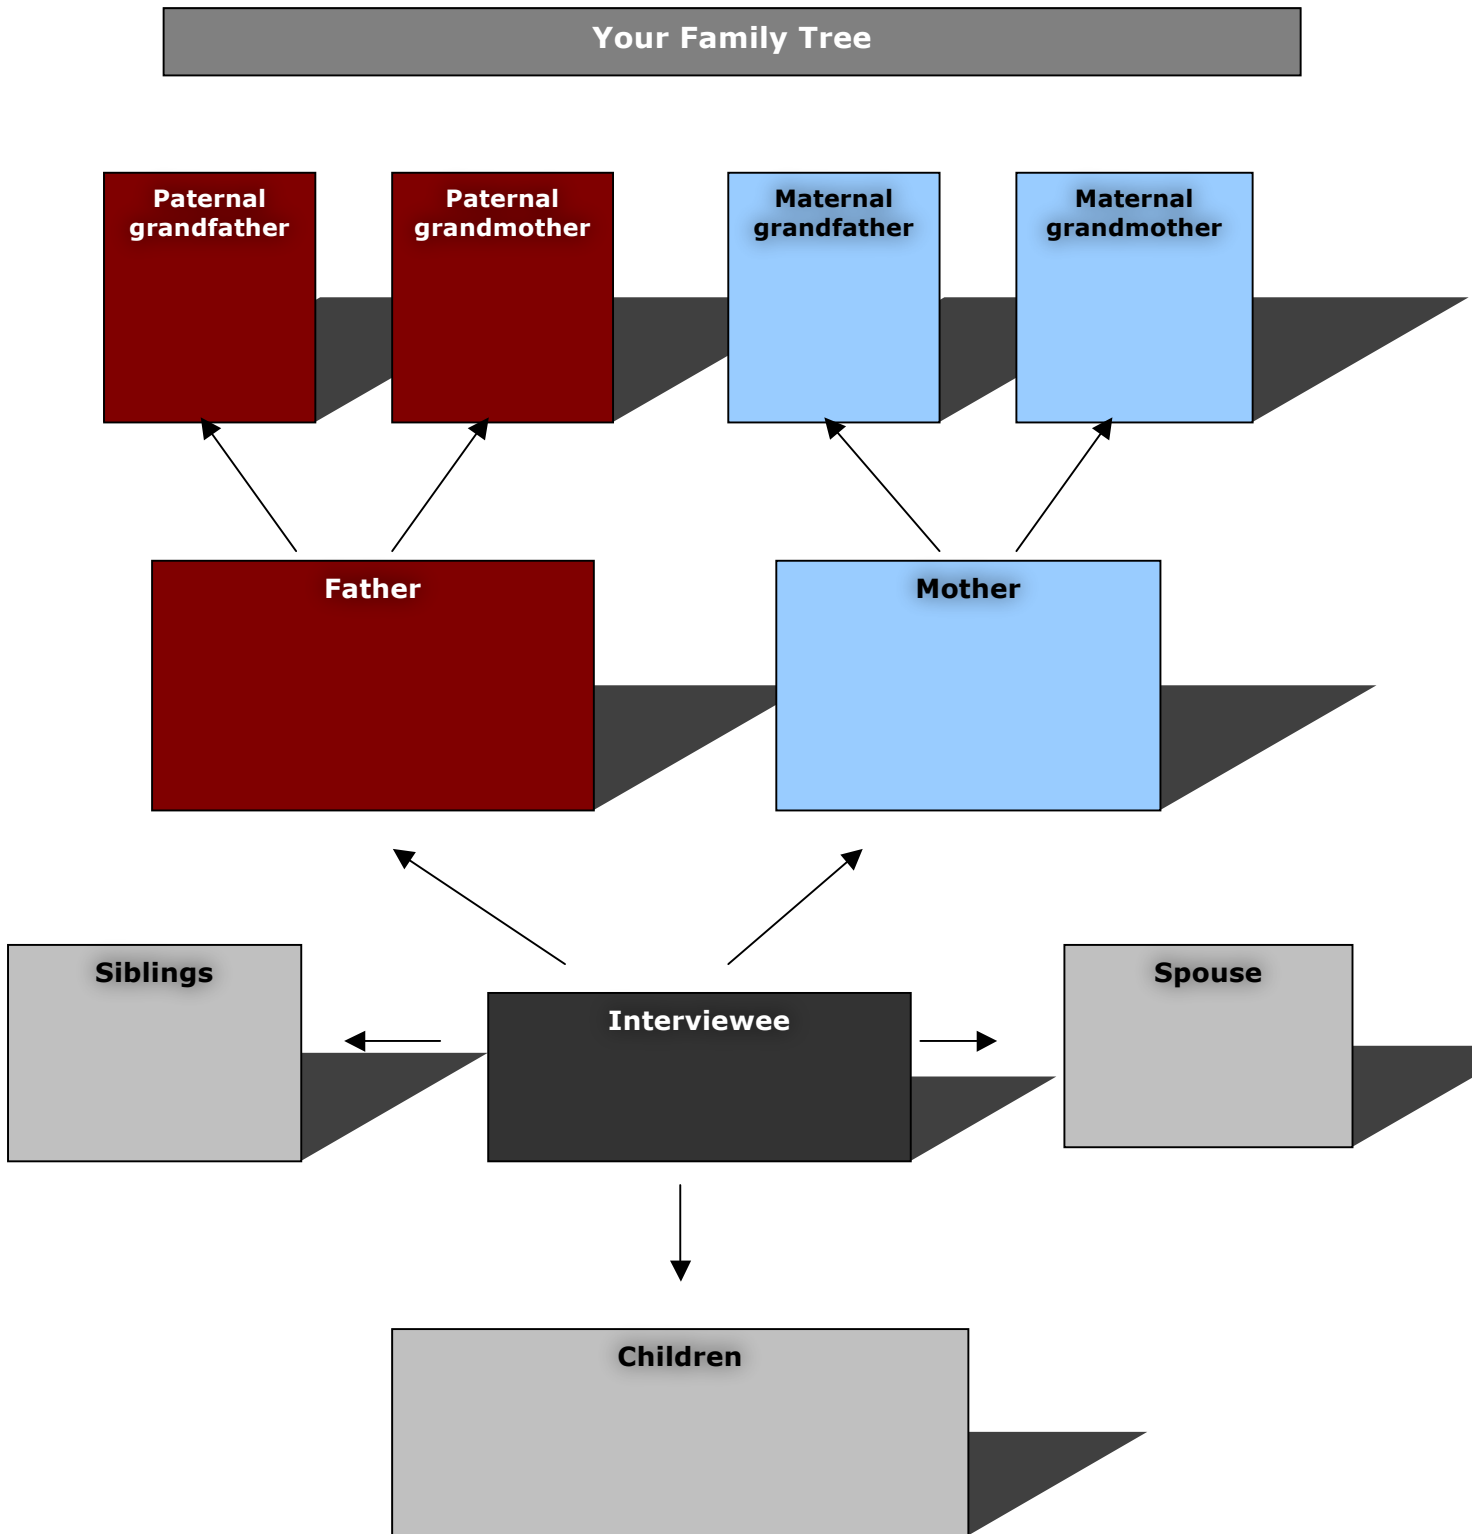 Your Family Tree
Paternal
grandfather
Paternal
grandmother
Maternal
grandfather
Maternal
grandmother
Father
Mother
Siblings
Interviewee
Spouse
Children